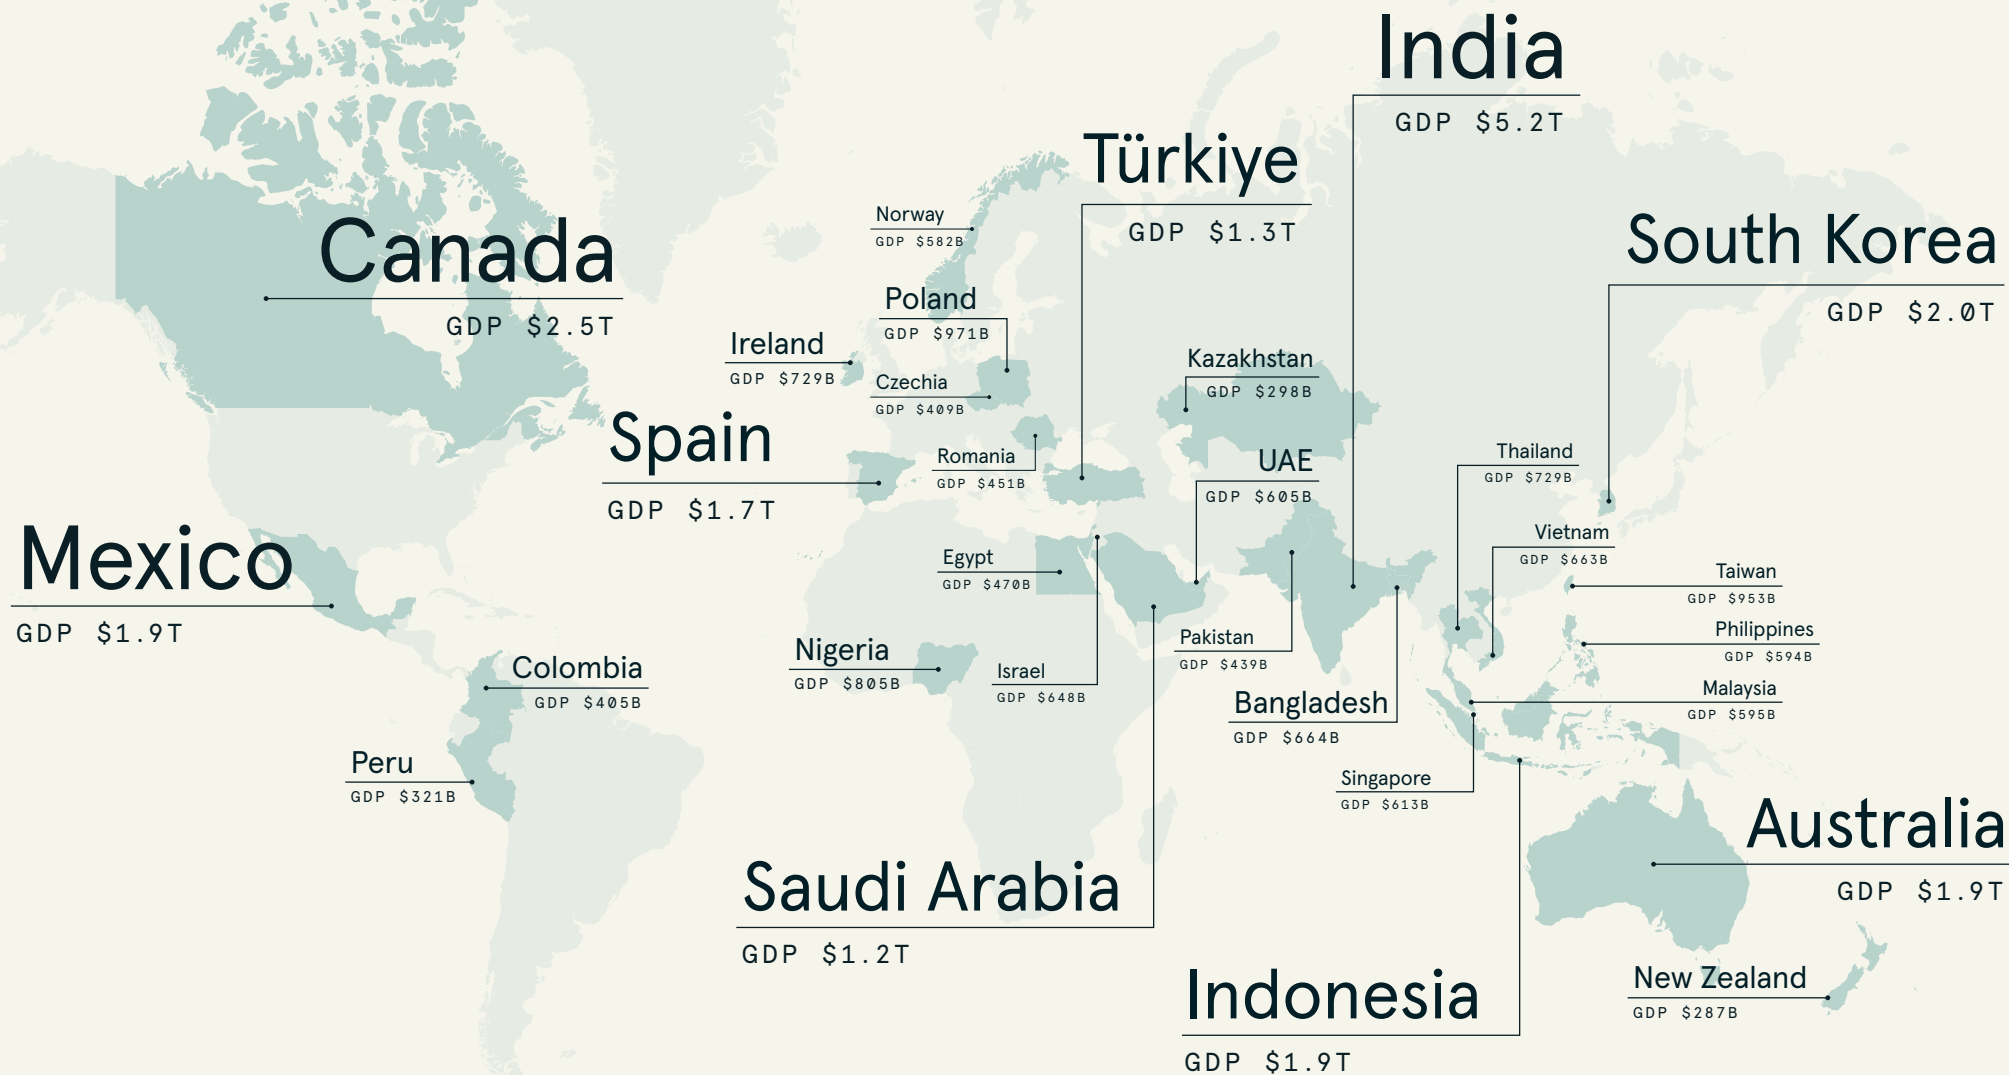 India
GDP $5.2T
Türkiye
GDP $1.3T
Norway
GDP $582B
South Korea
GDP $2.0T
Canada
GDP $2.5T
Poland
GDP $971B
Ireland
GDP $729B
Czechia
GDP $409B
Kazakhstan
GDP $298B
Spain
GDP $1.7T
Romania
GDP $451B
UAE
GDP $605B
Thailand
GDP $729B
Mexico
GDP $1.9T
Egypt
GDP $470B
Vietnam
GDP $663B
Taiwan
GDP $953B
Nigeria
GDP $805B
Israel
GDP $648B
Pakistan
GDP $439B
Philippines
GDP $594B
Colombia
GDP $405B
Bangladesh
GDP $664B
Malaysia
GDP $595B
Peru
GDP $321B
Singapore
GDP $613B
Australia
GDP $1.9T
Saudi Arabia
GDP $1.2T
Indonesia
GDP $1.9T
New Zealand
GDP $287B